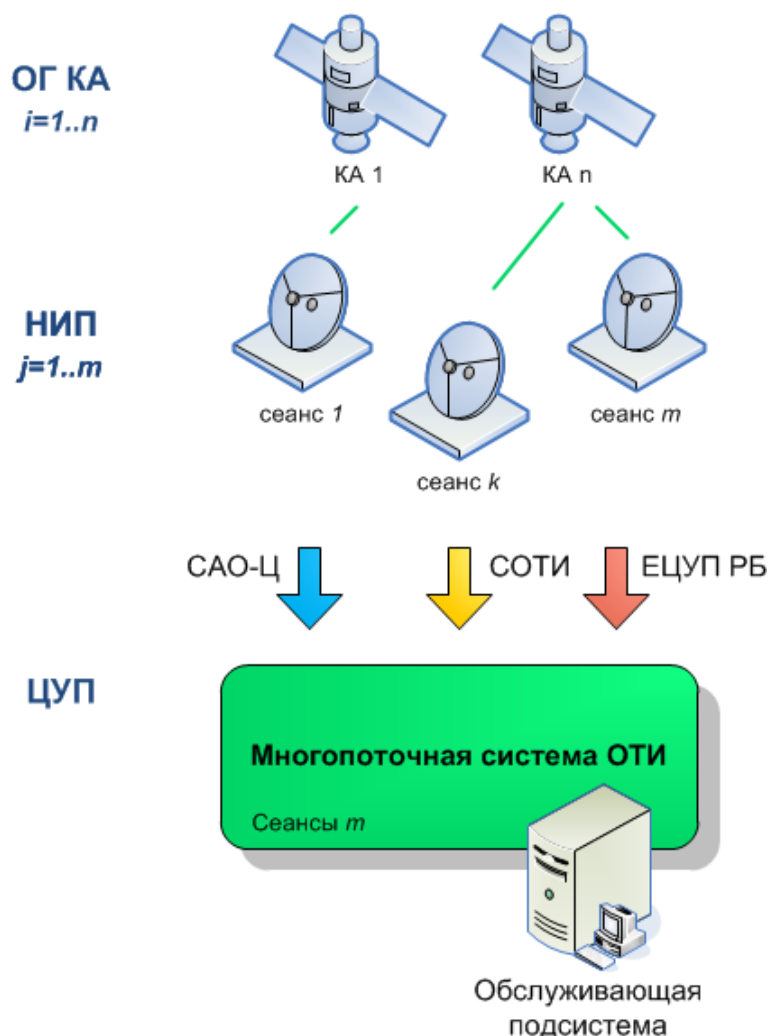 ОГ КА
i=1..n
КА 1
КА n
НИП
j=1..m
сеанс 1
сеанс k
сеанс m
САО-Ц
СОТИ
ЕЦУП РБ
ЦУП
Многопоточная система ОТИ
Сеансы m
Обслуживающая
подсистема